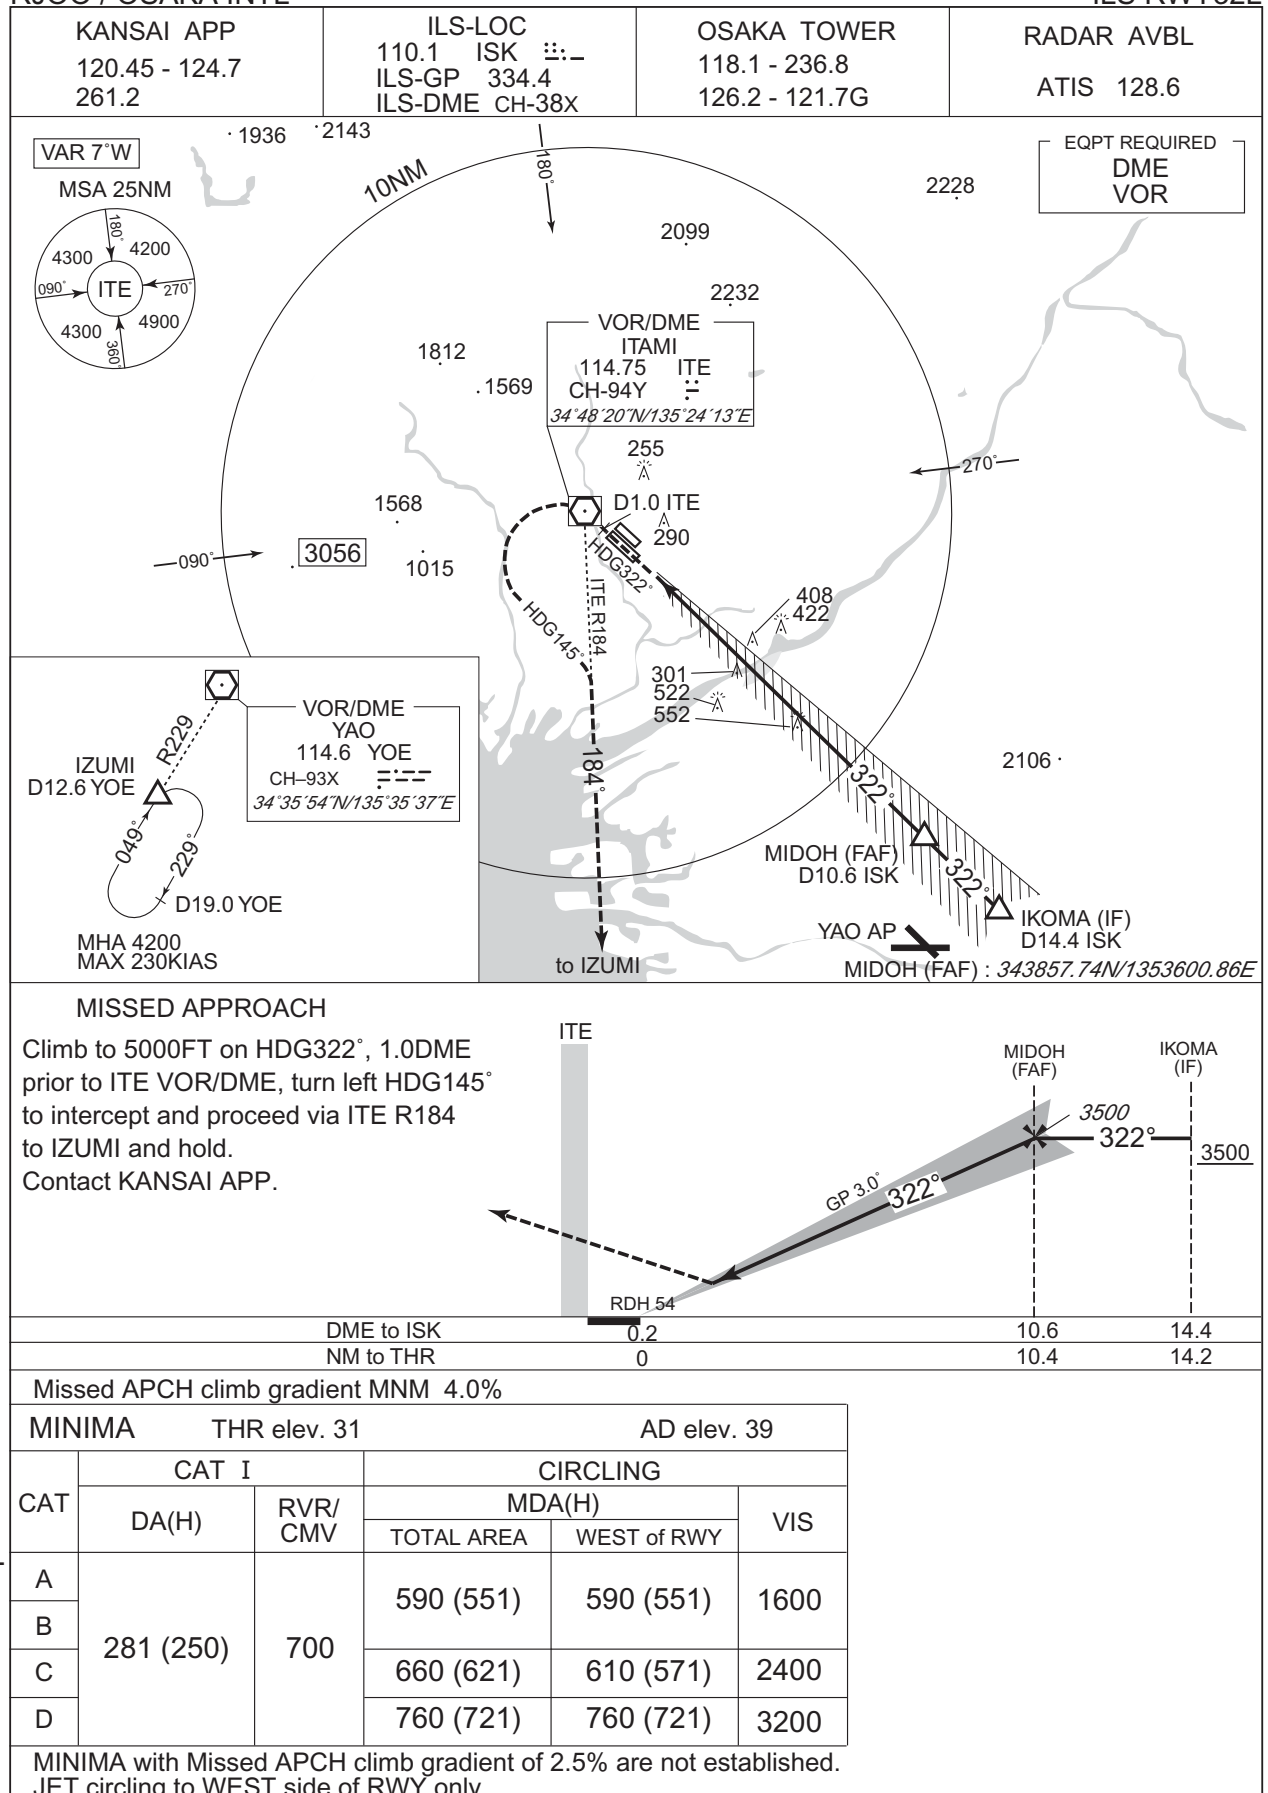 RJOO / OSAKA INTL
ILS RWY32L
KANSAI APP
120.45 - 124.7
261.2
ILS-LOC
110.1 ISK
ILS-GP 334.4
ILS-DME CH-38X
OSAKA TOWER
118.1 - 236.8
126.2 - 121.7G
RADAR AVBL
ATIS 128.6
VAR 7°W
MSA 25NM
180°
4300
4200
090°
ITE
270°
4300
4900
360°
1936
2143
10NM
180°
2228
EQPT REQUIRED
DME
VOR
2099
2232
VOR/DME
ITAMI
114.75 ITE
CH-94Y
34°48′20″N/135°24′13″E
1812
1569
255
270°
1568
D1.0 ITE
290
090°
3056
1015
HDG322°
ITE R184
HDG145°
408
422
301
522
552
184°
2106
322°
MIDOH (FAF)
D10.6 ISK
322°
IKOMA (IF)
D14.4 ISK
YAO AP
to IZUMI
MIDOH (FAF) : 343857.74N/1353600.86E
VOR/DME
YAO
114.6 YOE
CH–93X
34°35′54″N/135°35′37″E
R229
IZUMI
D12.6 YOE
049°
229°
D19.0 YOE
MHA 4200
MAX 230KIAS
MISSED APPROACH
Climb to 5000FT on HDG322°, 1.0DME
prior to ITE VOR/DME, turn left HDG145°
to intercept and proceed via ITE R184
to IZUMI and hold.
Contact KANSAI APP.
ITE
MIDOH
(FAF)
IKOMA
(IF)
3500
322°
3500
GP 3.0°
322°
RDH 54
DME to ISK 0.2 10.6 14.4
NM to THR 0 10.4 14.2
Missed APCH climb gradient MNM 4.0%
MINIMA THR elev. 31 AD elev. 39
CAT
CAT I
CIRCLING
DA(H)
RVR/
CMV
MDA(H)
VIS
TOTAL AREA
WEST of RWY
A
B
C
D
281 (250)
700
590 (551) 590 (551) 1600
660 (621) 610 (571) 2400
760 (721) 760 (721) 3200
MINIMA with Missed APCH climb gradient of 2.5% are not established.
JET circling to WEST side of RWY only